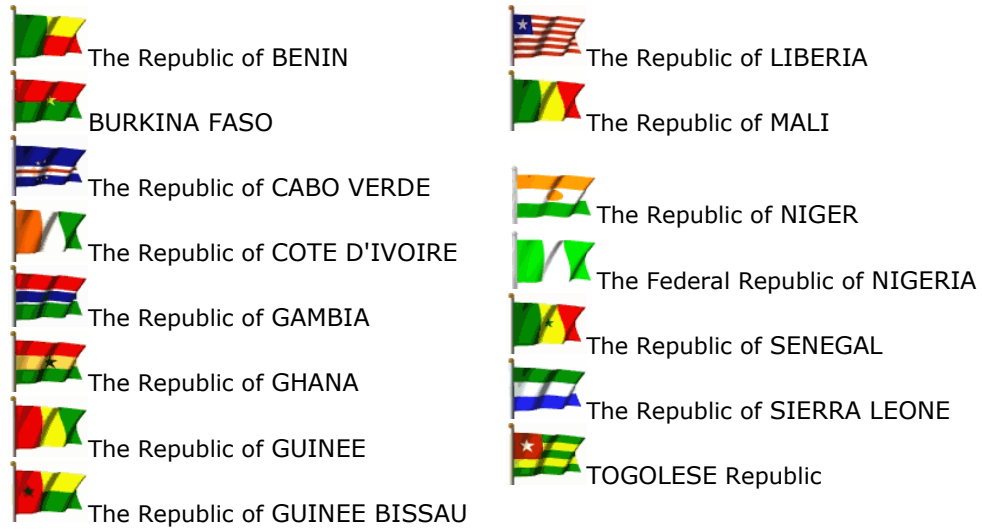 The Republic of BENIN
BURKINA FASO
The Republic of CABO VERDE
The Republic of COTE D'IVOIRE
The Republic of GAMBIA
The Republic of GHANA
The Republic of GUINEE
The Republic of GUINEE BISSAU
The Republic of LIBERIA
The Republic of MALI
The Republic of NIGER
The Federal Republic of NIGERIA
The Republic of SENEGAL
The Republic of SIERRA LEONE
TOGOLESE Republic